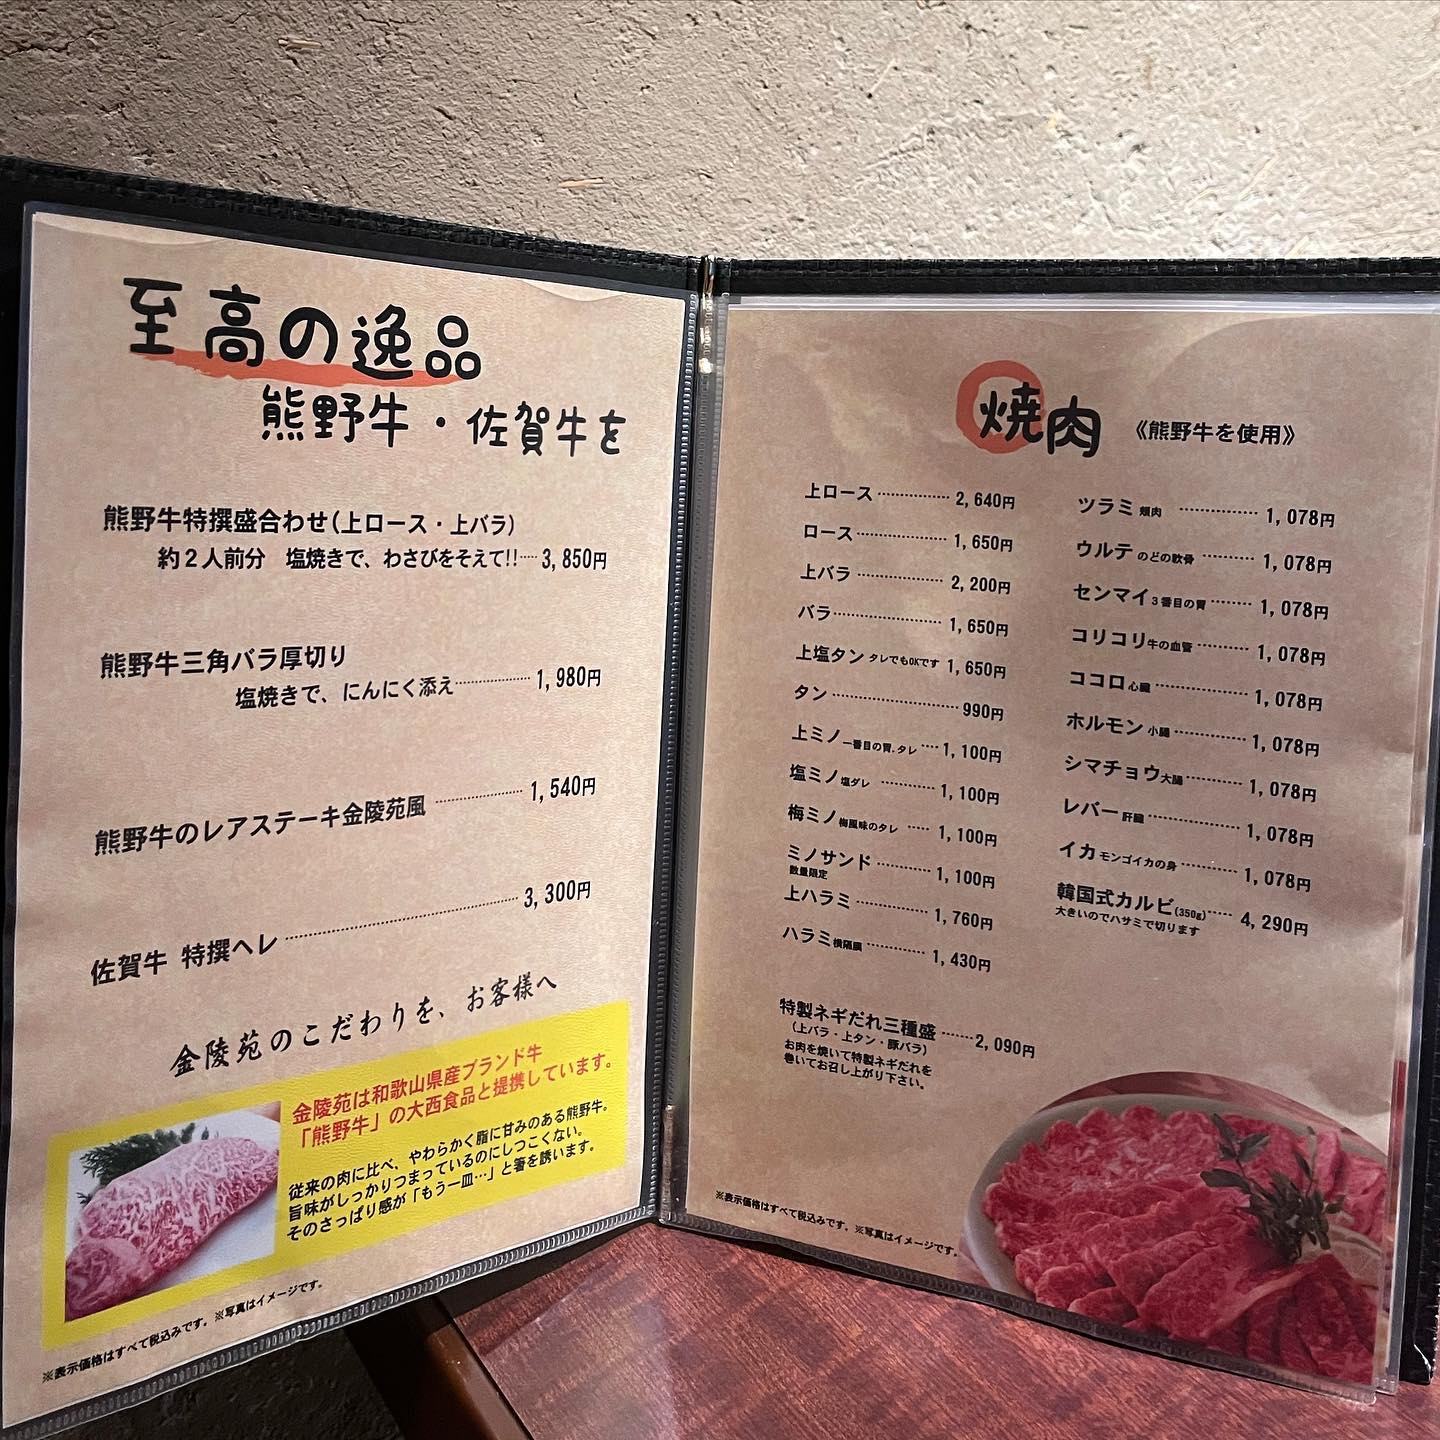 至高の逸品
熊野牛・佐賀牛を
熊野牛特撰盛合わせ(上ロース・上バラ)
約2人前分 塩焼きで、わさびをそえて!!…3,850円
熊野牛三角バラ厚切り
塩焼きで、にんにく添え…………1,980円
熊野牛のレアステーキ金陵苑風…………1,540円
佐賀牛 特撰ヘレ…………3,300円
金陵苑のこだわりを、お客様へ
金陵苑は和歌山県産ブランド牛
「熊野牛」の大西食品と提携しています。
従来の肉に比べ、やわらかく脂に甘みのある熊野牛。
旨味がしっかりつまっているのにしつこくない。
そのさっぱり感が「もう一皿…」と箸を誘います。
※表示価格はすべて税込みです。※写真はイメージです。
焼肉 《熊野牛を使用》
上ロース…………2,640円
ロース…………1,650円
上バラ…………2,200円
バラ…………1,650円
上塩タン タレでもOKです 1,650円
タン…………990円
上ミノ 一番目の胃.タレ…1,100円
塩ミノ 塩ダレ…………1,100円
梅ミノ 梅風味のタレ……1,100円
ミノサンド…………1,100円
数量限定
上ハラミ…………1,760円
ハラミ 横隔膜…………1,430円
特製ネギだれ三種盛……2,090円
(上バラ・上タン・豚バラ)
お肉を焼いて特製ネギだれを
巻いてお召し上がり下さい。
ツラミ 頬肉…………1,078円
ウルテ のどの軟骨…………1,078円
センマイ 3番目の胃…………1,078円
コリコリ 牛の血管…………1,078円
ココロ 心臓…………1,078円
ホルモン 小腸…………1,078円
シマチョウ 大腸…………1,078円
レバー 肝臓…………1,078円
イカ モンゴイカの身…………1,078円
韓国式カルビ(350g)……4,290円
大きいのでハサミで切ります
※表示価格はすべて税込みです。※写真はイメージです。